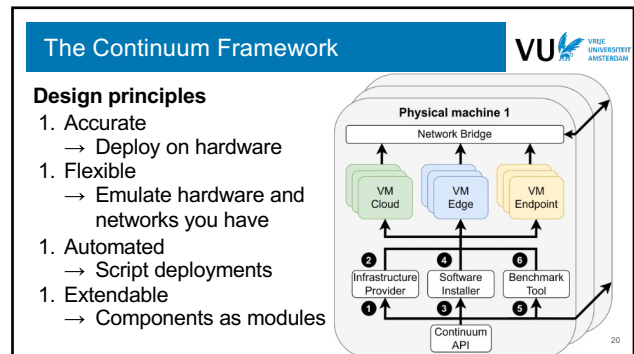 The Continuum Framework
VU
VRIJE
UNIVERSITEIT
AMSTERDAM
Design principles
1. Accurate
→ Deploy on hardware
1. Flexible
→ Emulate hardware and
networks you have
1. Automated
→ Script deployments
1. Extendable
→ Components as modules
Physical machine 1
Network Bridge
VM
Cloud
VM
Edge
VM
Endpoint
2
4
6
Infrastructure
Provider
Software
Installer
Benchmark
Tool
1
3
5
Continuum
API
20